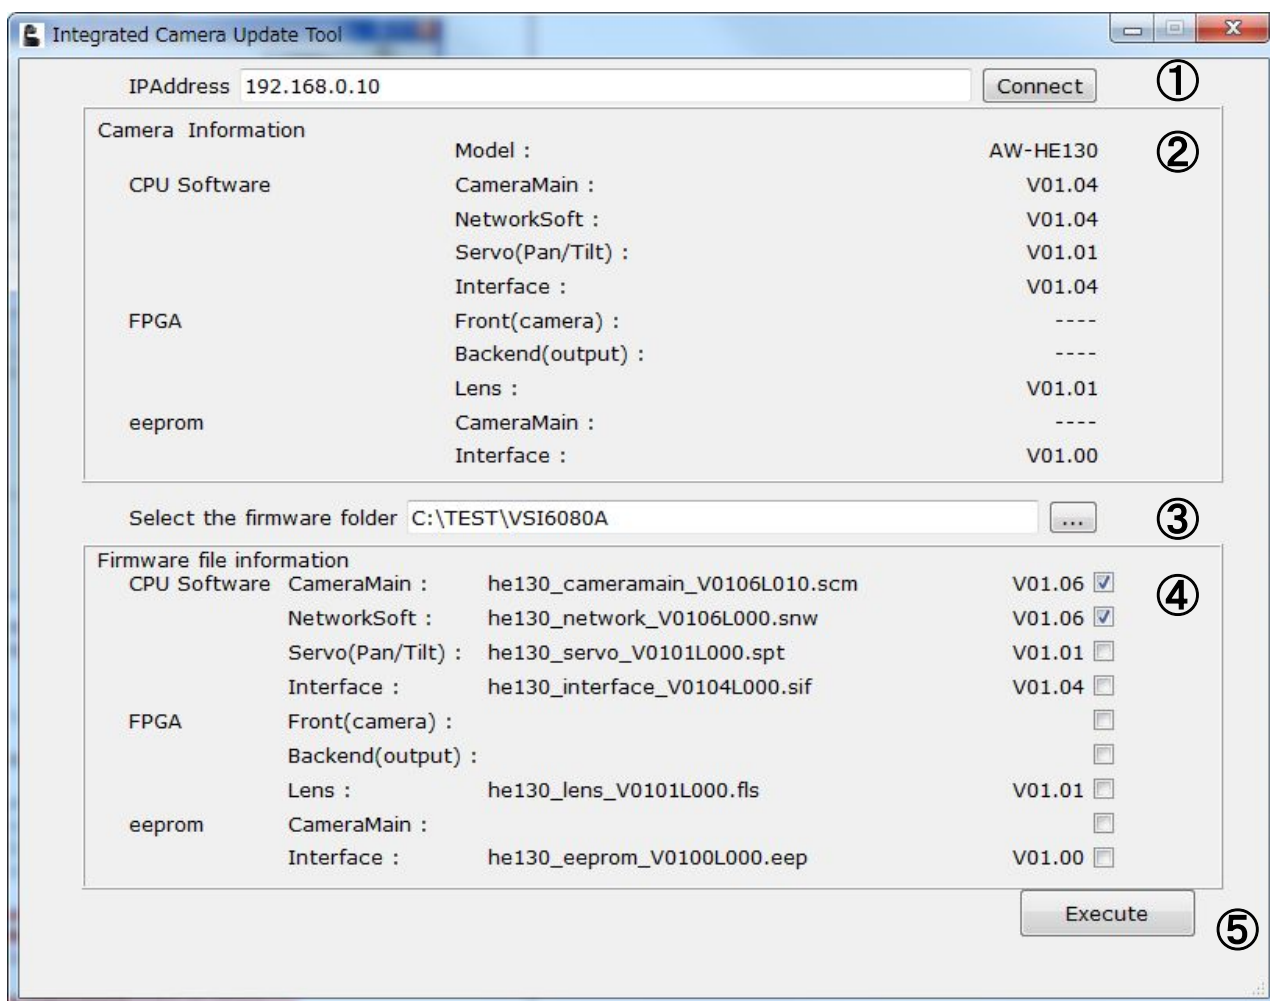 Integrated Camera Update Tool
IPAddress 192.168.0.10 Connect ①
Camera Information ②
Model : AW-HE130
CPU Software CameraMain : V01.04
NetworkSoft : V01.04
Servo(Pan/Tilt) : V01.01
Interface : V01.04
FPGA Front(camera) : ----
Backend(output) : ----
Lens : V01.01
eeprom CameraMain : ----
Interface : V01.00
Select the firmware folder C:\TEST\VSI6080A ... ③
Firmware file information
CPU Software CameraMain : he130_cameramain_V0106L010.scm V01.06 ④
NetworkSoft : he130_network_V0106L000.snw V01.06
Servo(Pan/Tilt) : he130_servo_V0101L000.spt V01.01
Interface : he130_interface_V0104L000.sif V01.04
FPGA Front(camera) :
Backend(output) :
Lens : he130_lens_V0101L000.fls V01.01
eeprom CameraMain :
Interface : he130_eeprom_V0100L000.eep V01.00
Execute ⑤